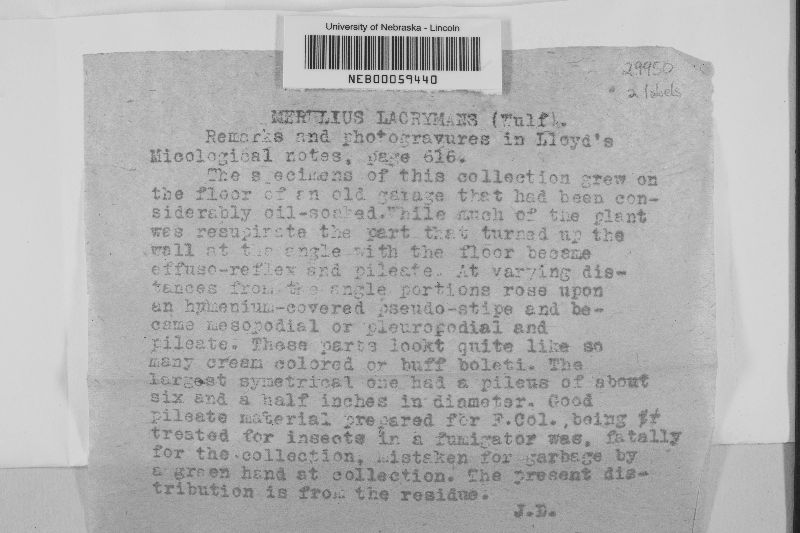 University of Nebraska - Lincoln
NEB00059440
29950
2 labels
MERULIUS LACRYMANS (Wulf).
Remarks and photogravures in Lloyd's
Micological notes, page 616.
The specimens of this collection grew on
the floor of an old garage that had been con-
siderably oil-soaked.While much of the plant
was resupinate the part that turned up the
wall at the angle with the floor became
effuso-reflex and pileate. At varying dis-
tances from the angle portions rose upon
an hymenium-covered pseudo-stipe and be-
came mesopodial or pleuropodial and
pileate. These parts lookt quite like so
many cream colored or buff boleti. The
largest symetrical one had a pileus of about
six and a half inches in diameter. Good
pileate material prepared for F.Col.,being
treated for insects in a fumigator was, fatally
for the collection, mistaken for garbage by
a green hand at collection. The present dis-
tribution is from the residue.